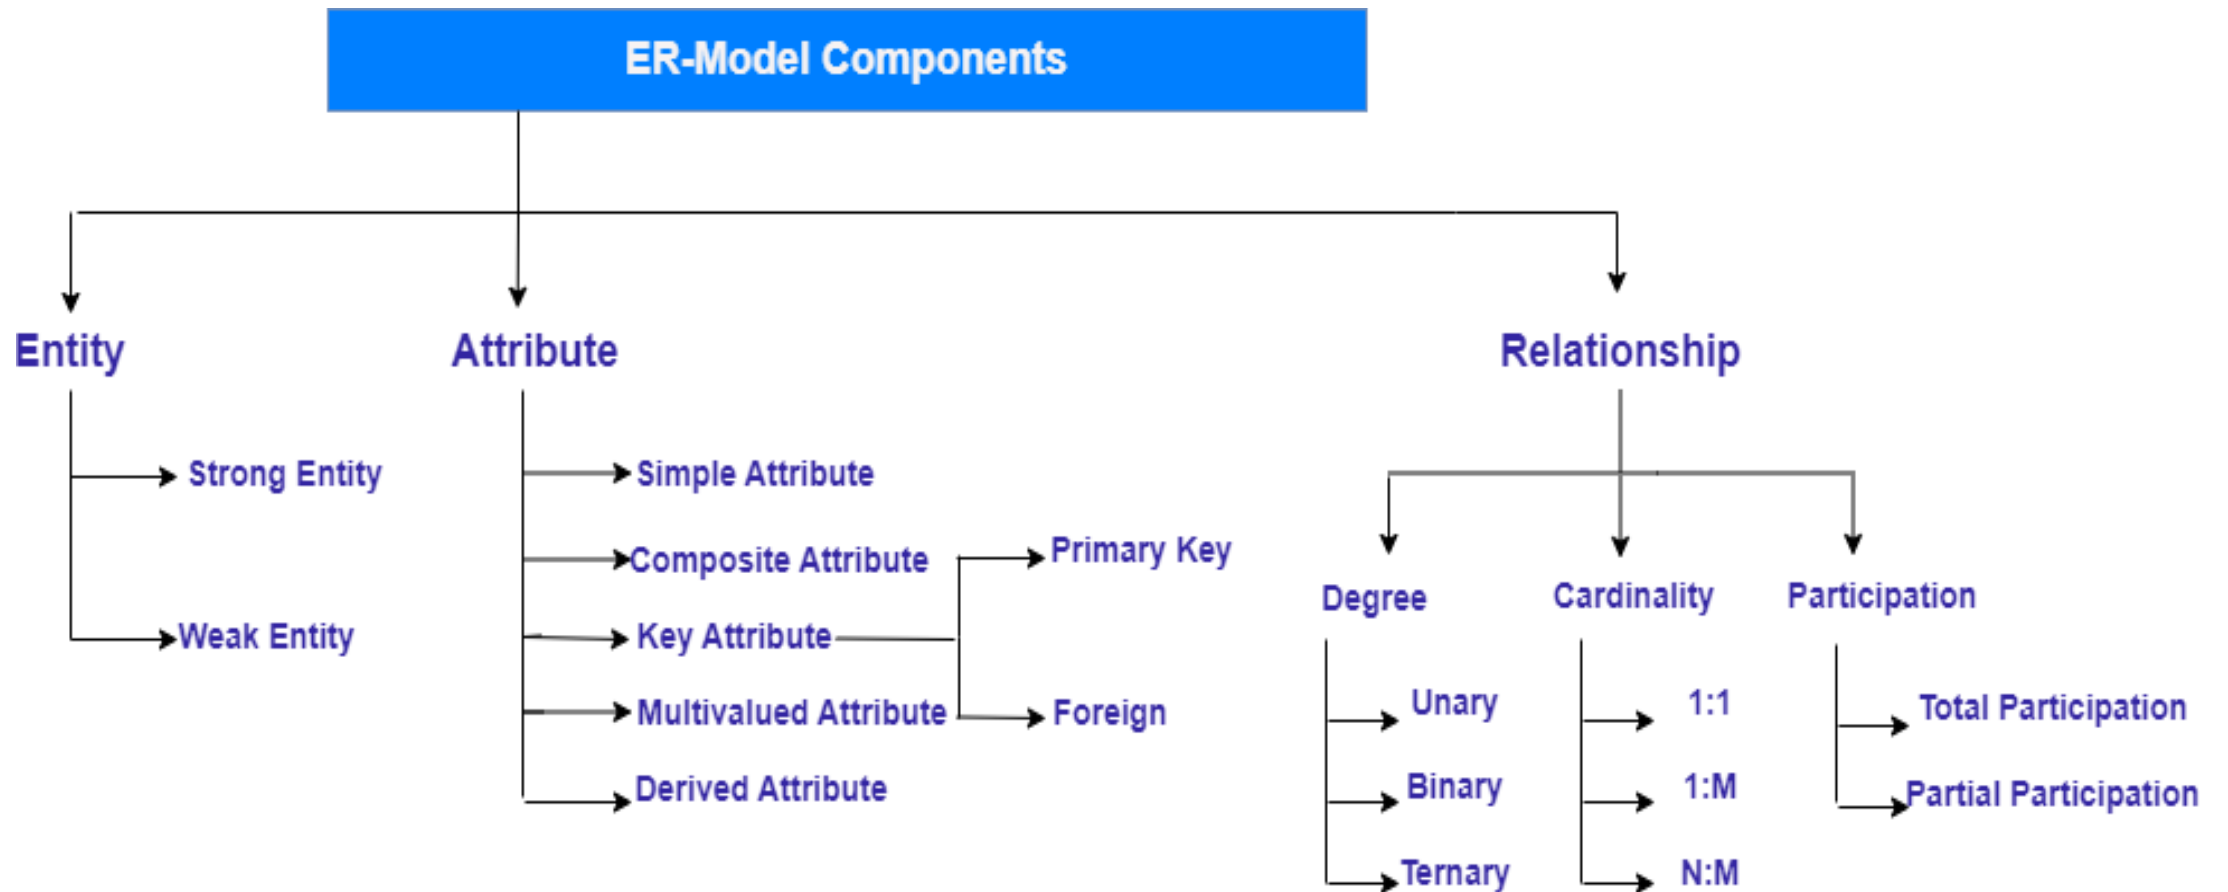 ER-Model Components
Entity
Attribute
Relationship
Strong Entity
Weak Entity
Simple Attribute
Composite Attribute
Key Attribute
Multivalued Attribute
Derived Attribute
Primary Key
Foreign
Degree
Cardinality
Participation
Unary
Binary
Ternary
1:1
1:M
N:M
Total Participation
Partial Participation